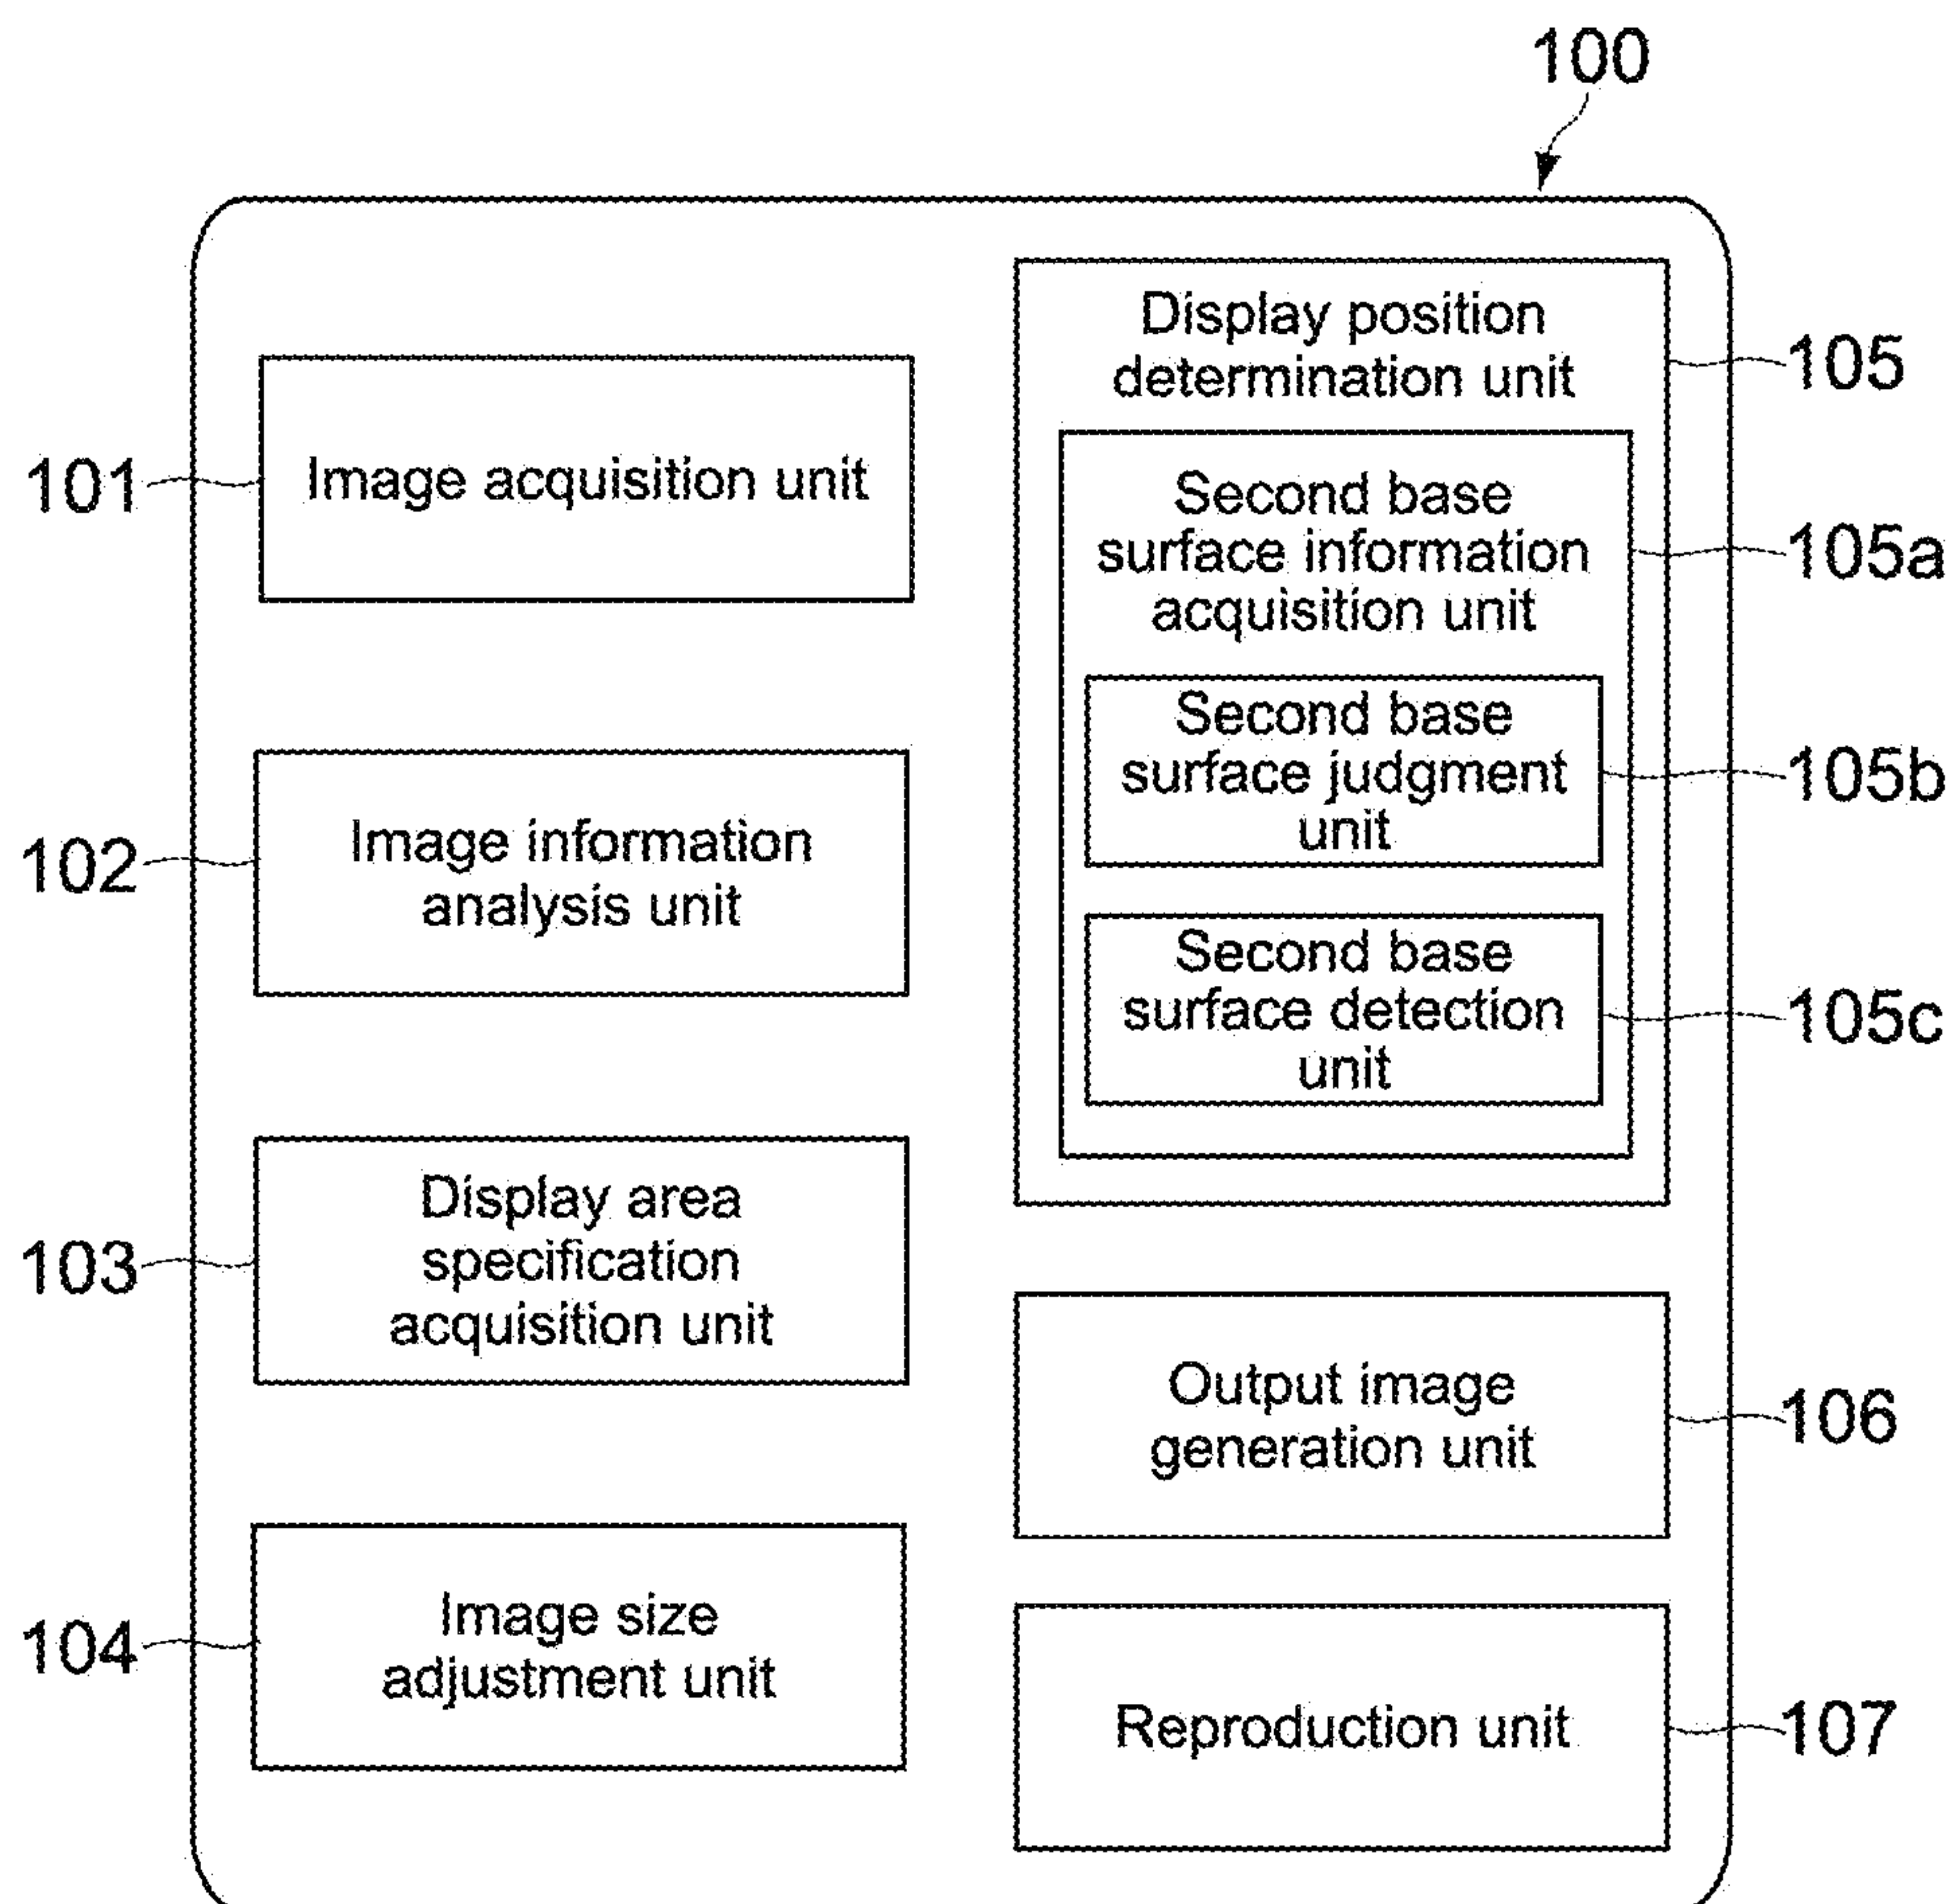 100
101
Image acquisition unit
102
Image information
analysis unit
103
Display area
specification
acquisition unit
104
Image size
adjustment unit
Display position
determination unit
105
Second base
surface information
acquisition unit
105a
Second base
surface judgment
unit
105b
Second base
surface detection
unit
105c
Output image
generation unit
106
Reproduction unit
107